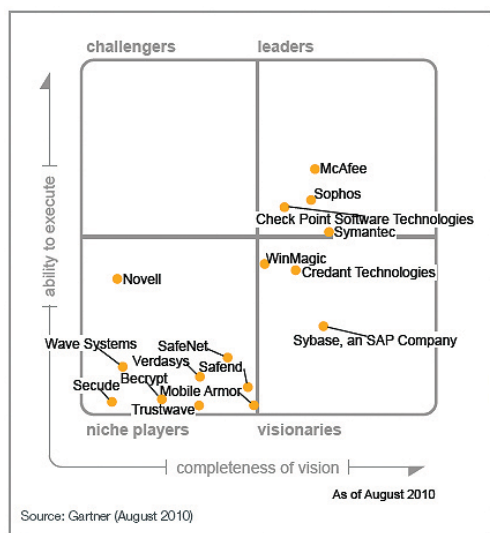 challengers
leaders
ability to execute
McAfee
Sophos
Check Point Software Technologies
Symantec
WinMagic
Credant Technologies
Novell
Sybase, an SAP Company
Wave Systems
SafeNet
Verdasys
Safend
Secude
Becrypt
Mobile Armor
Trustwave
niche players
visionaries
completeness of vision
As of August 2010
Source: Gartner (August 2010)